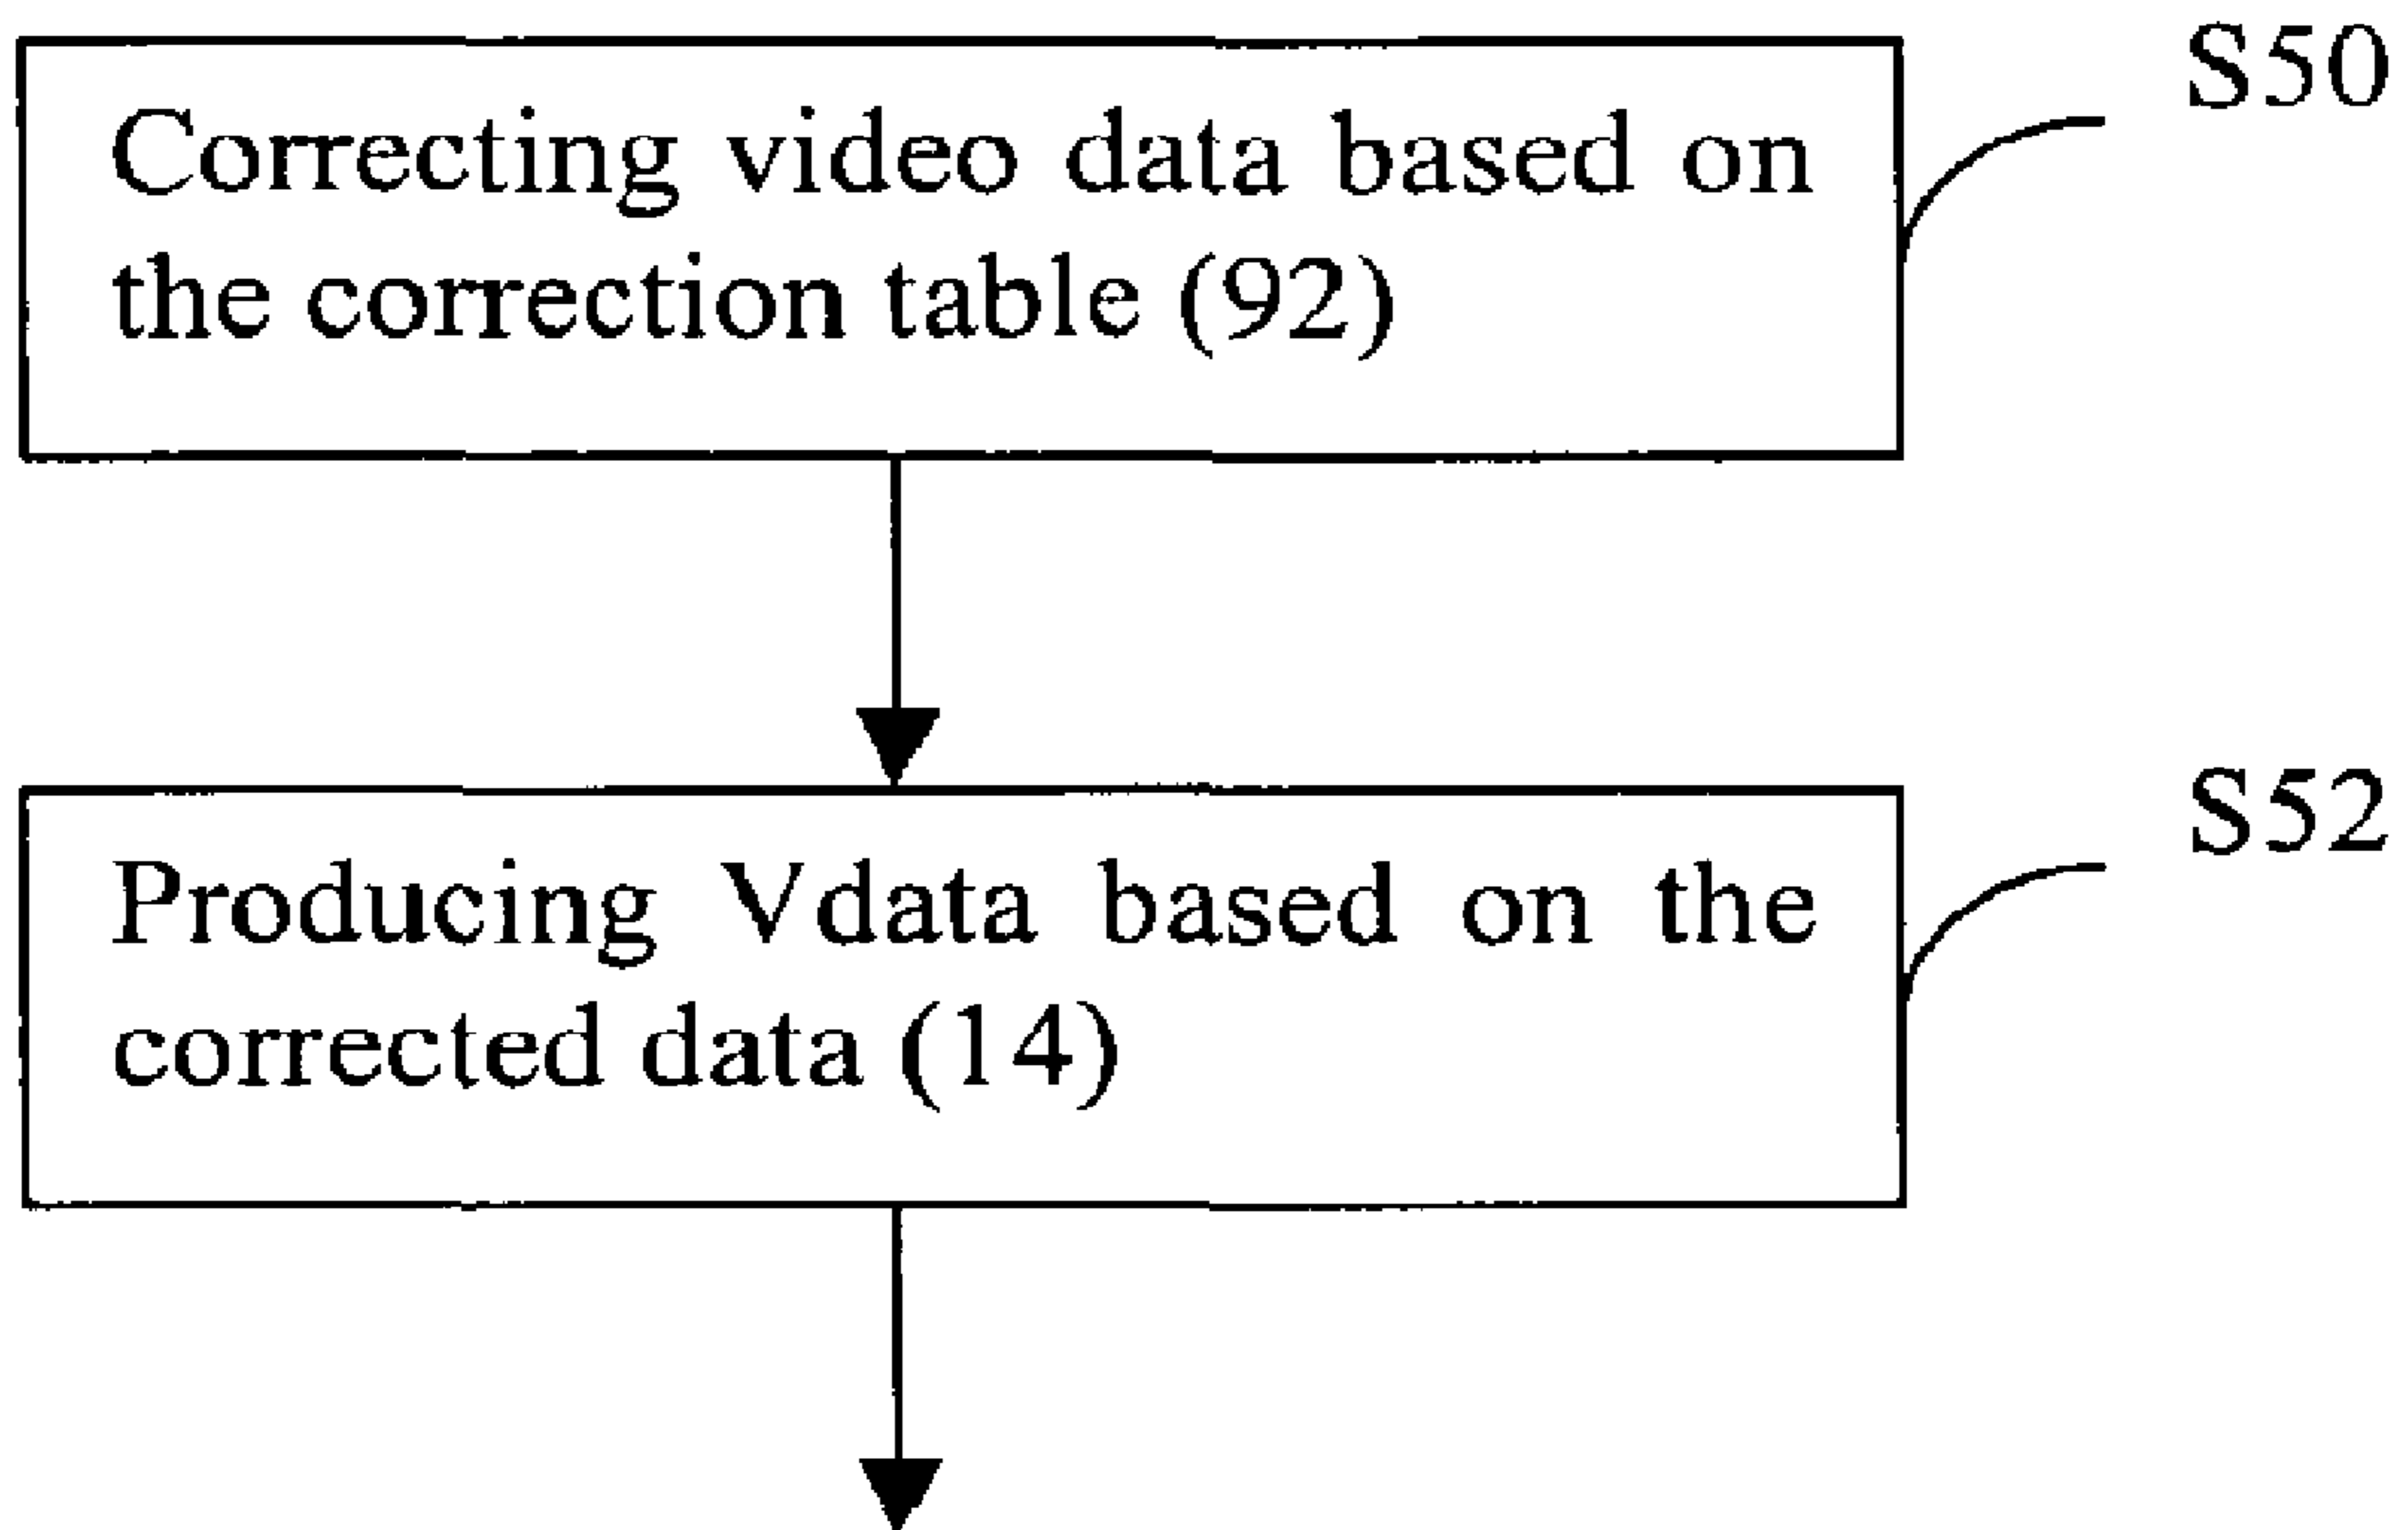 S50
Correcting video data based on
the correction table (92)
S52
Producing Vdata based on the
corrected data (14)